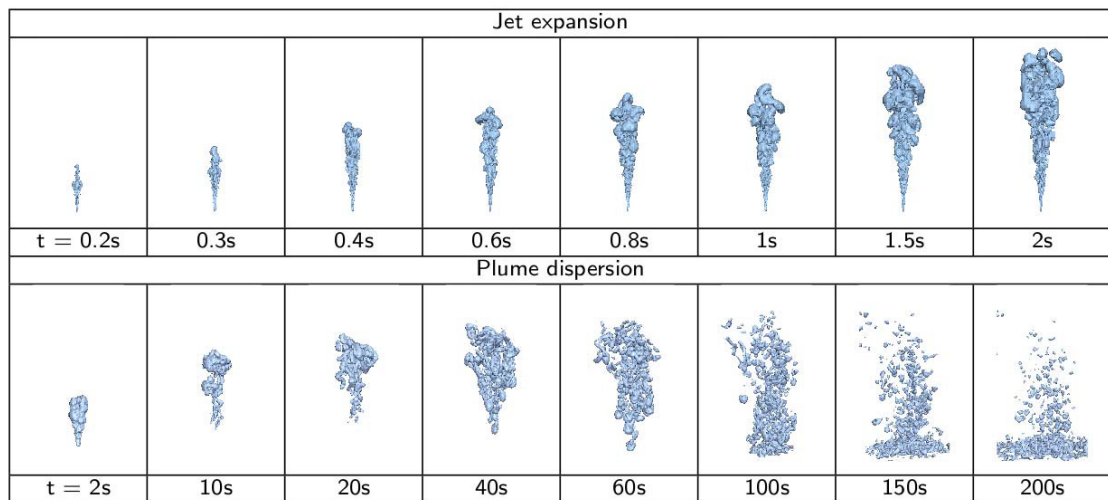 Jet expansion
t = 0.2s 0.3s 0.4s 0.6s 0.8s 1s 1.5s 2s
Plume dispersion
t = 2s 10s 20s 40s 60s 100s 150s 200s